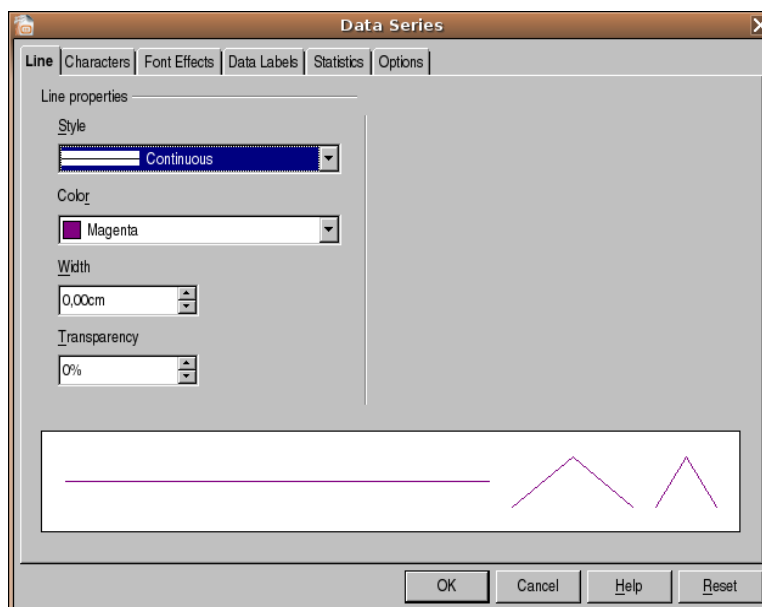 Data Series
Line Characters Font Effects Data Labels Statistics Options
Line properties
Style
Continuous
Color
Magenta
Width
0,00cm
Transparency
0%
OK Cancel Help Reset